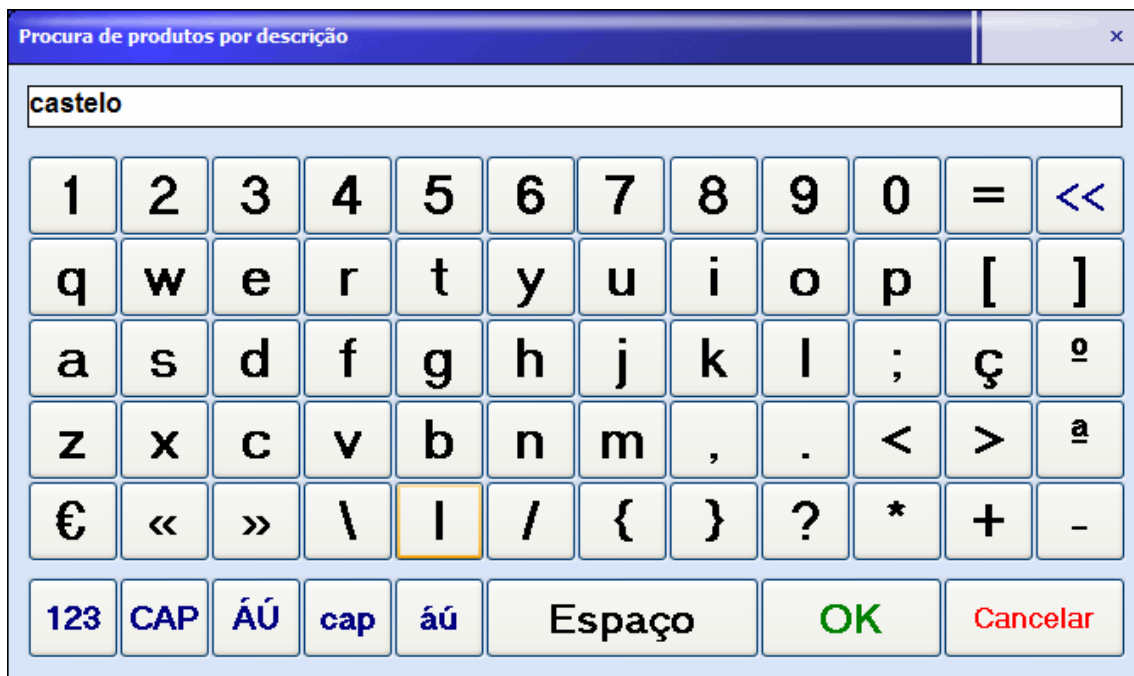 Procura de produtos por descrição ×
castelo
1 2 3 4 5 6 7 8 9 0 = <<
q w e r t y u i o p [ ]
a s d f g h j k l ; ç º
z x c v b n m , . < > ª
€ « » \ | / { } ? * + -
123 CAP ÁÚ cap áú Espaço OK Cancelar